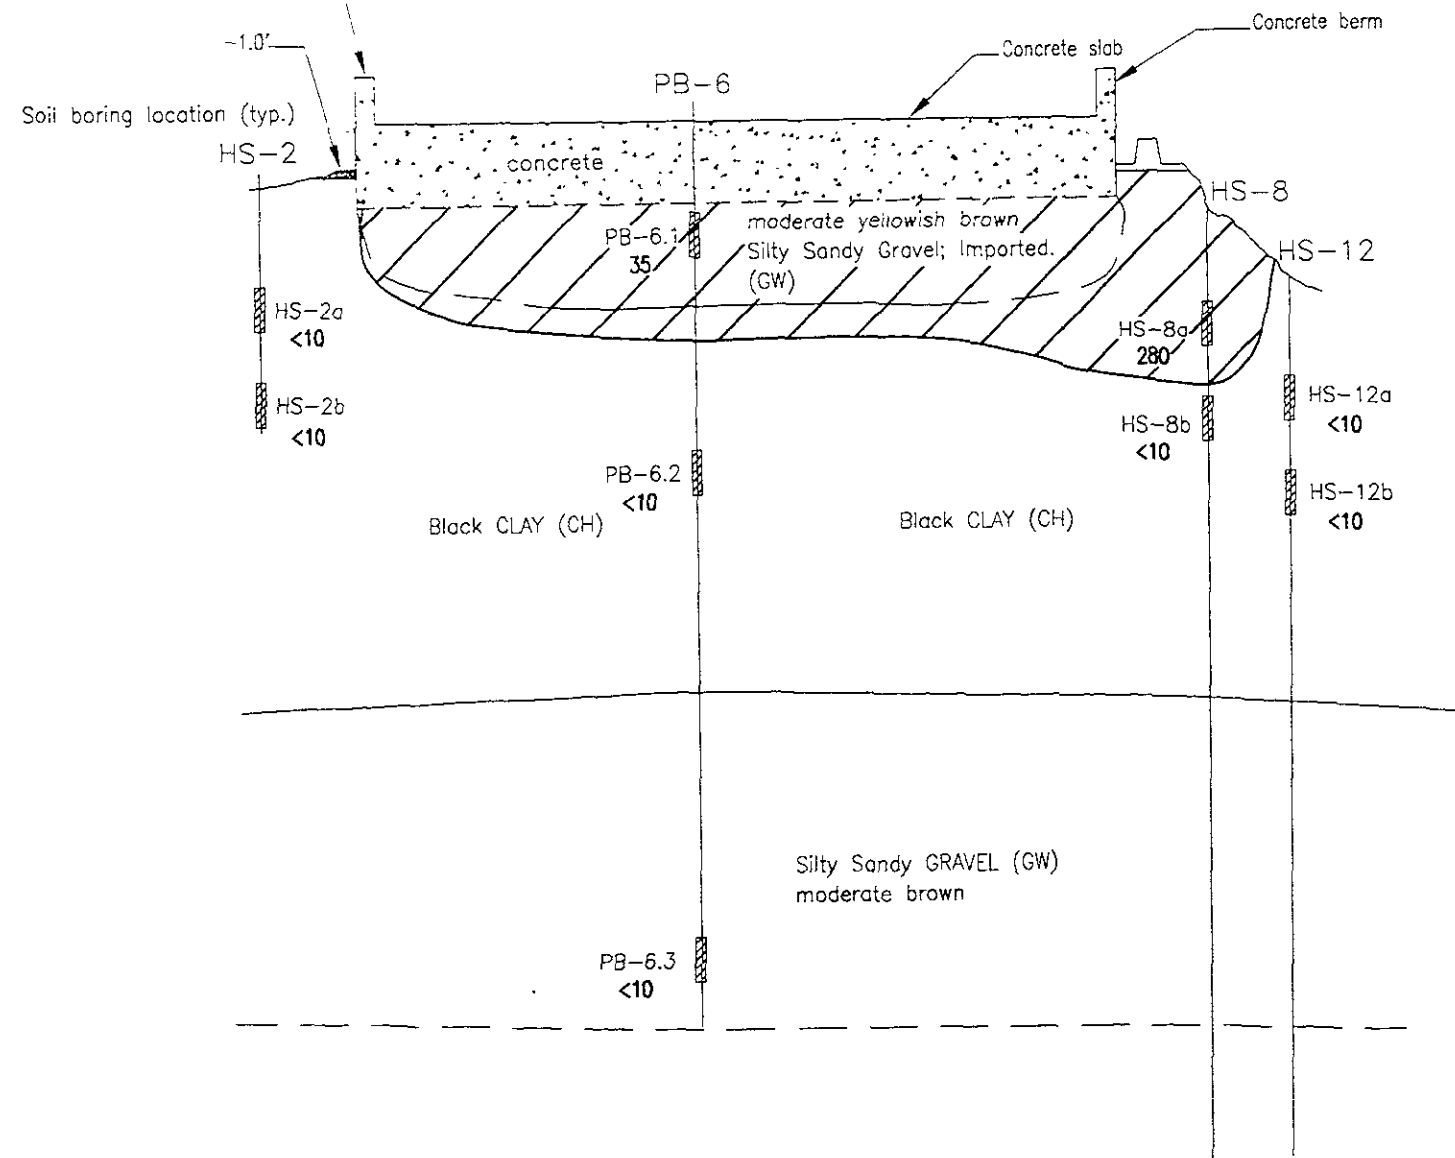 Concrete berm
~1.0'
Concrete slab
PB-6
Soil boring location (typ.)
HS-2
concrete
HS-8
moderate yellowish brown
Silty Sandy Gravel; Imported.
(GW)
PB-6.1
35
HS-12
HS-2a
<10
HS-8a
280
HS-2b
<10
HS-12a
<10
HS-8b
<10
PB-6.2
<10
HS-12b
<10
Black CLAY (CH)
Black CLAY (CH)
Silty Sandy GRAVEL (GW)
moderate brown
PB-6.3
<10